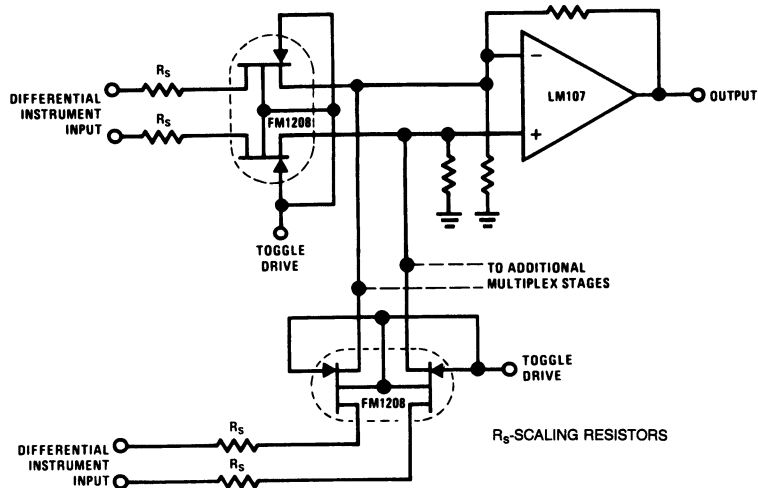 Rs
DIFFERENTIAL
INSTRUMENT
INPUT
Rs
FM1208
TOGGLE
DRIVE
−
LM107
+
OUTPUT
TO ADDITIONAL
MULTIPLEX STAGES
TOGGLE
DRIVE
FM1208
Rs-SCALING RESISTORS
Rs
DIFFERENTIAL
INSTRUMENT
INPUT
Rs